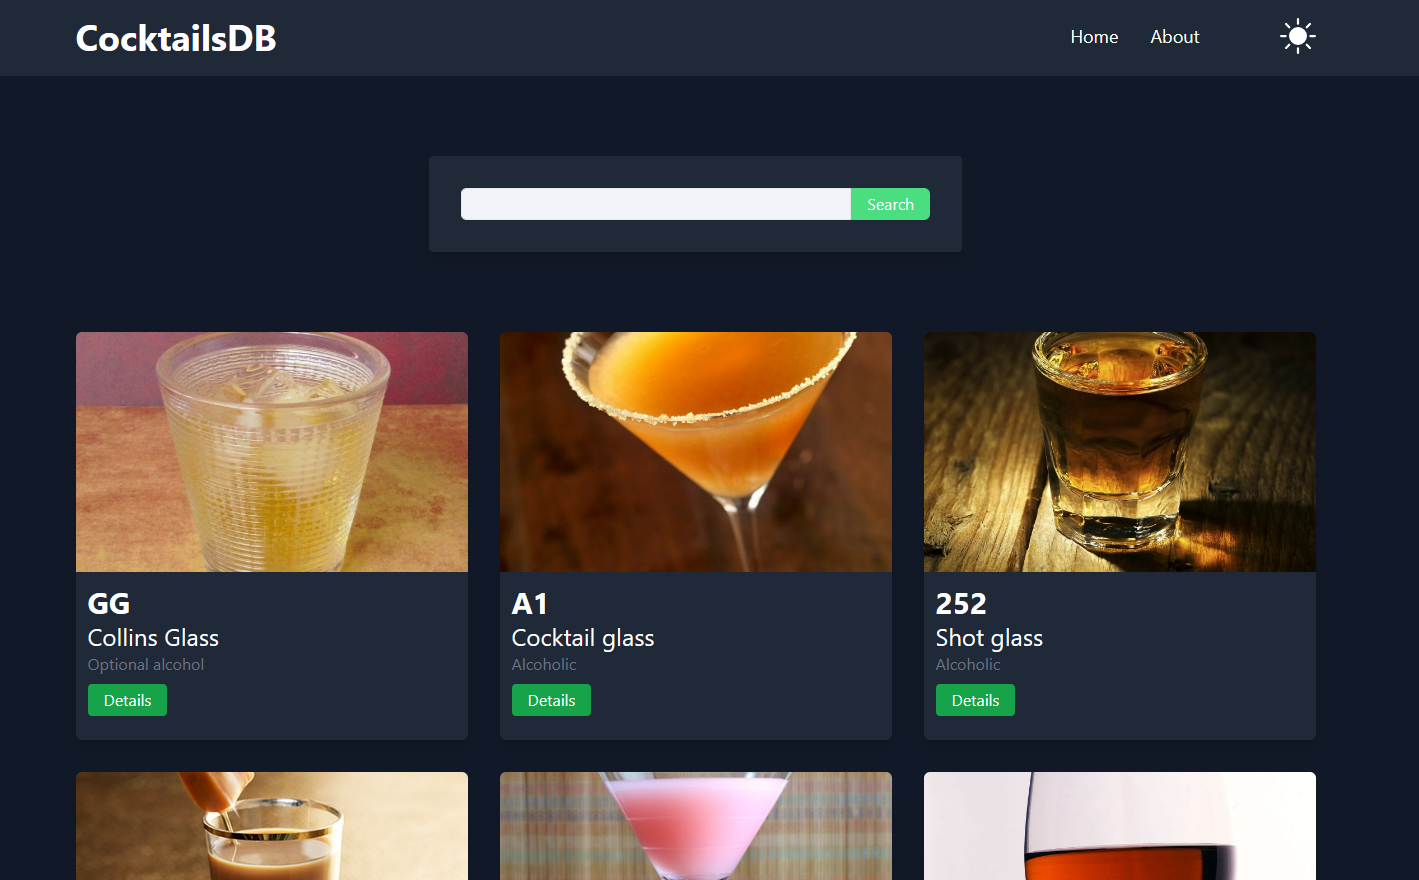 CocktailsDB
Home
About
Search
GG
Collins Glass
Optional alcohol
Details
A1
Cocktail glass
Alcoholic
Details
252
Shot glass
Alcoholic
Details